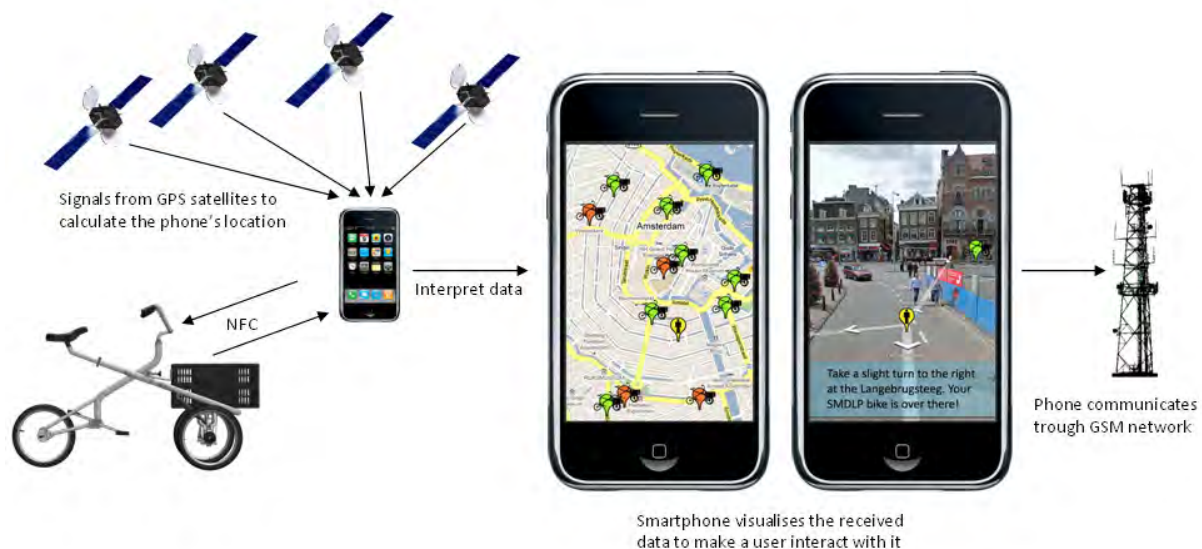 Signals from GPS satellites to
calculate the phone's location
NFC
Interpret data
Amsterdam
Take a slight turn to the right
at the Langebrugsteeg. Your
SMDLP bike is over there!
Phone communicates
trough GSM network
Smartphone visualises the received
data to make a user interact with it